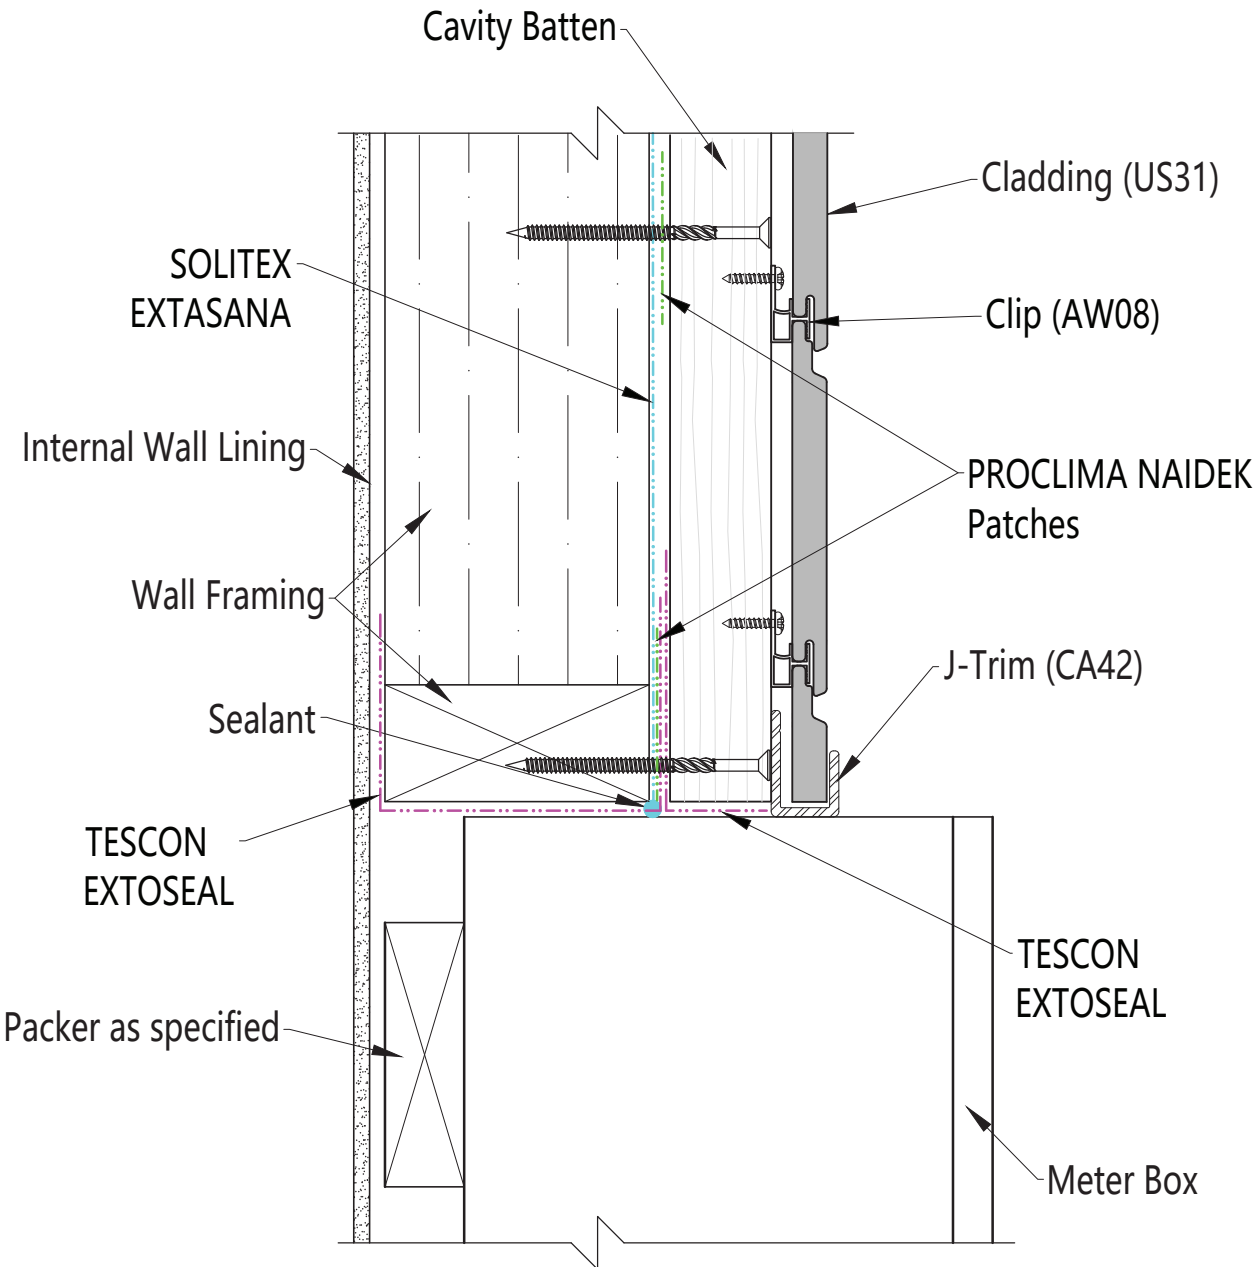 Cavity Batten
Cladding (US31)
SOLITEX
EXTASANA
Clip (AW08)
Internal Wall Lining
PROCLIMA NAIDEK
Patches
Wall Framing
J-Trim (CA42)
Sealant
TESCON
EXTOSEAL
TESCON
EXTOSEAL
Packer as specified
Meter Box